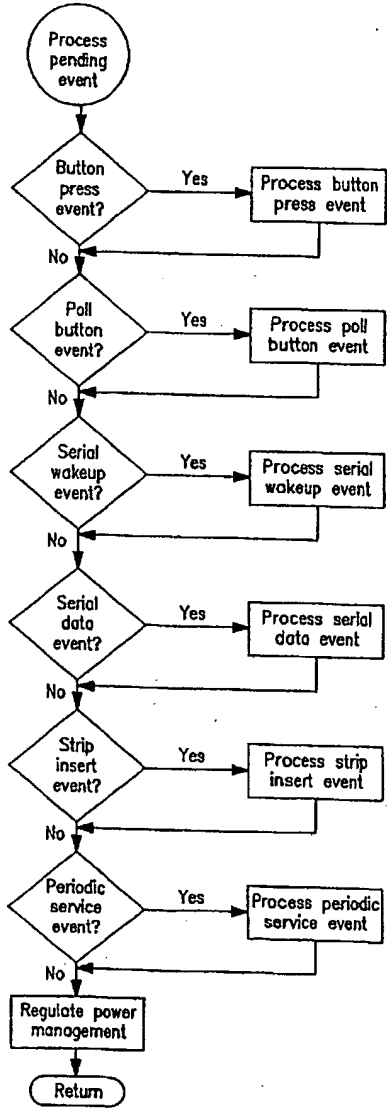 Process
pending
event
Button
press
event?
Yes
Process button
press event
No
Poll
button
event?
Yes
Process poll
button event
No
Serial
wakeup
event?
Yes
Process serial
wakeup event
No
Serial
data
event?
Yes
Process serial
data event
No
Strip
insert
event?
Yes
Process strip
insert event
No
Periodic
service
event?
Yes
Process periodic
service event
No
Regulate power
management
Return